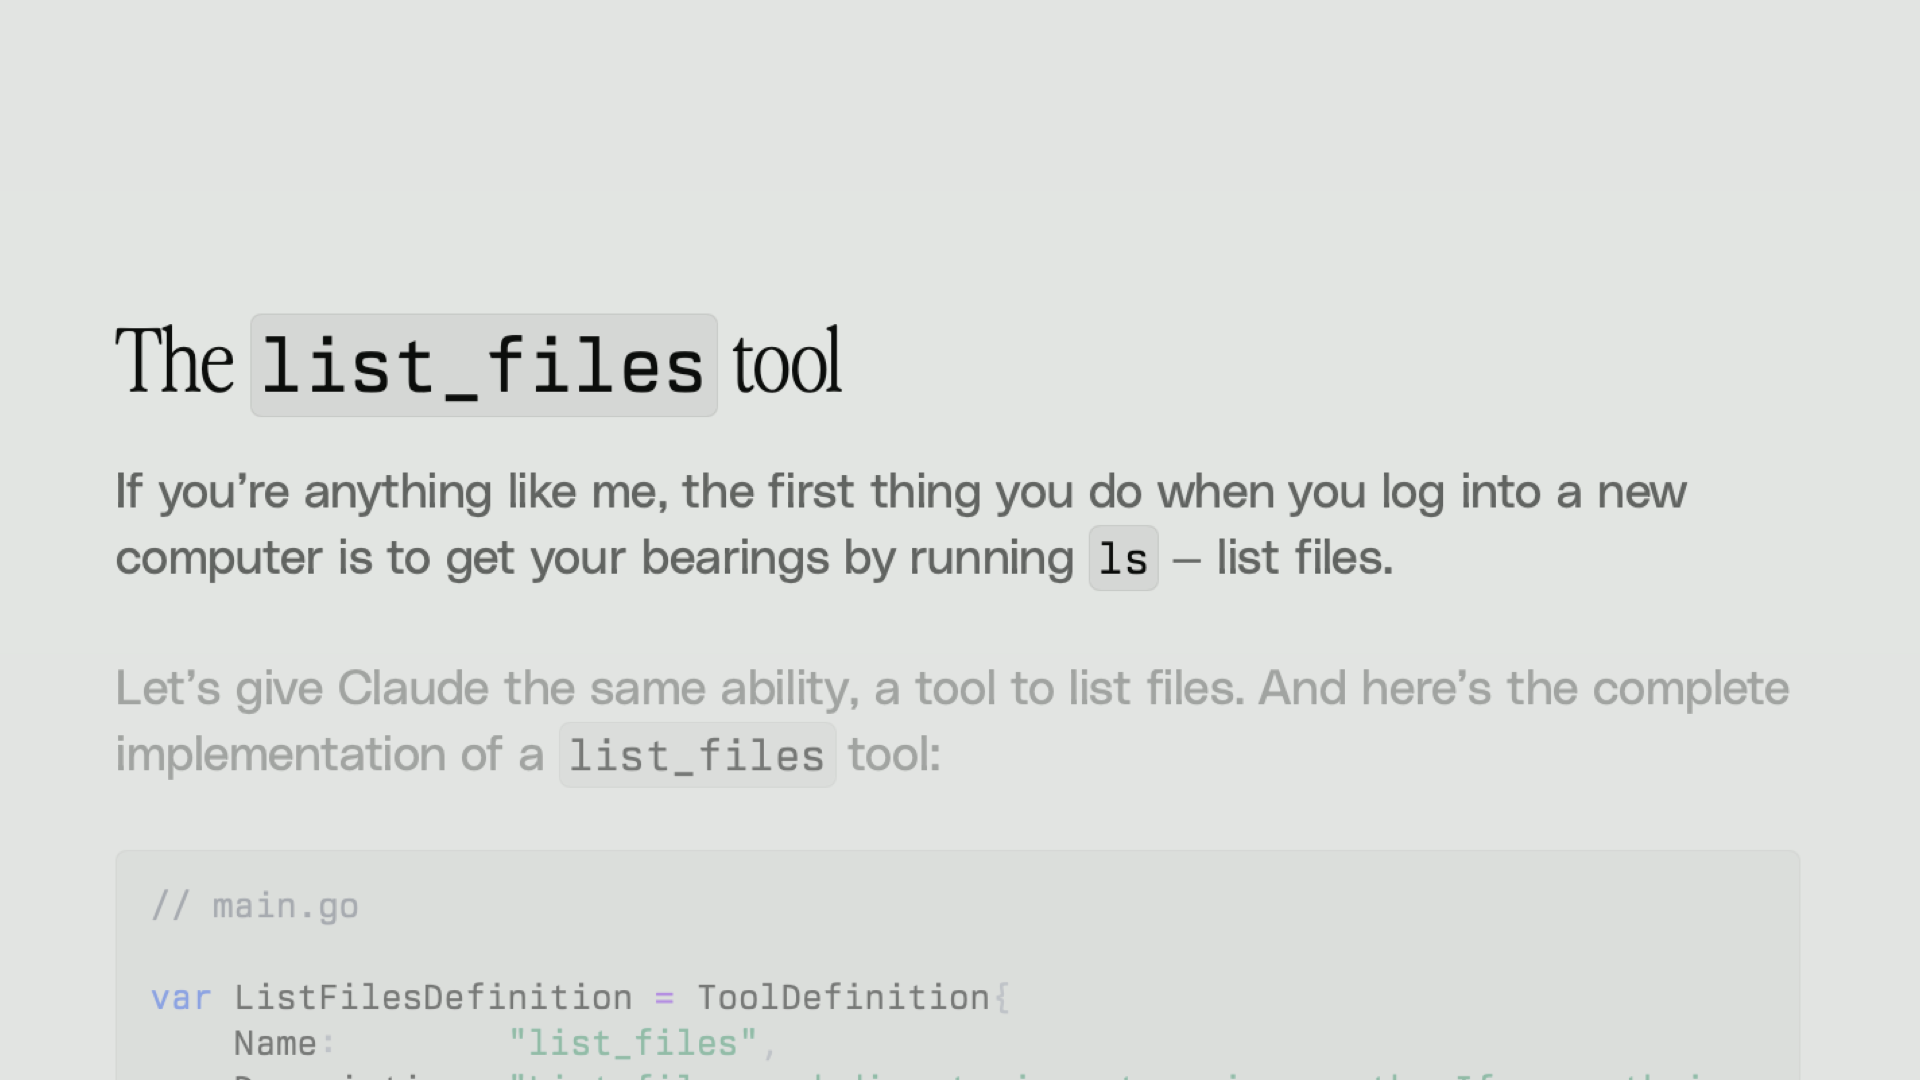 The list_files tool
If you’re anything like me, the first thing you do when you log into a new
computer is to get your bearings by running ls — list files.
Let’s give Claude the same ability, a tool to list files. And here’s the complete
implementation of a list_files tool:
// main.go
var ListFilesDefinition = ToolDefinition{
Name: "list_files",